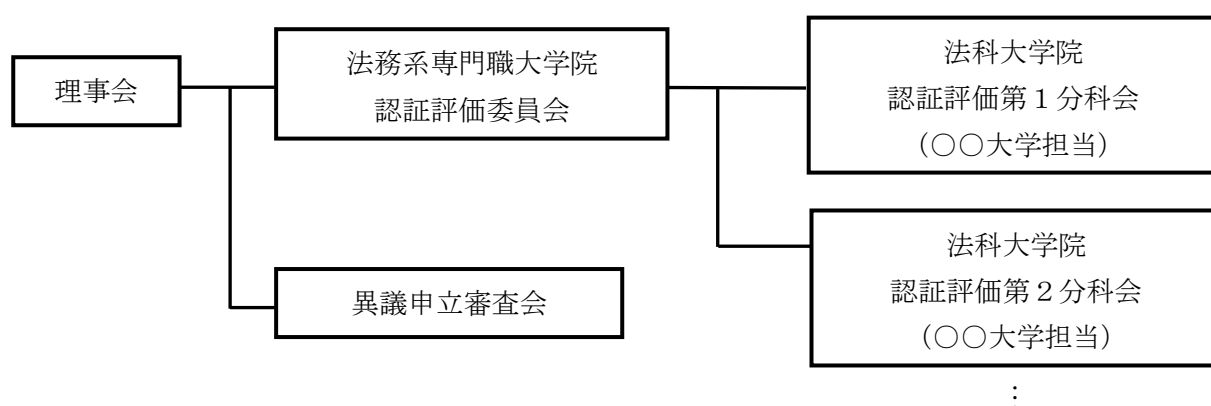 理事会
法務系専門職大学院
認証評価委員会
法科大学院
認証評価第１分科会
（○○大学担当）
法科大学院
認証評価第２分科会
（○○大学担当）
異議申立審査会
：